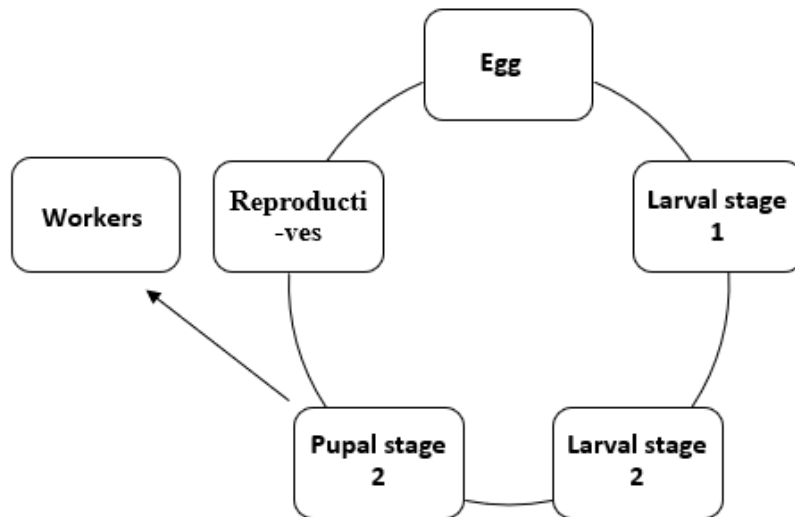 Egg
Workers
Reproducti
-ves
Larval stage
1
Pupal stage
2
Larval stage
2